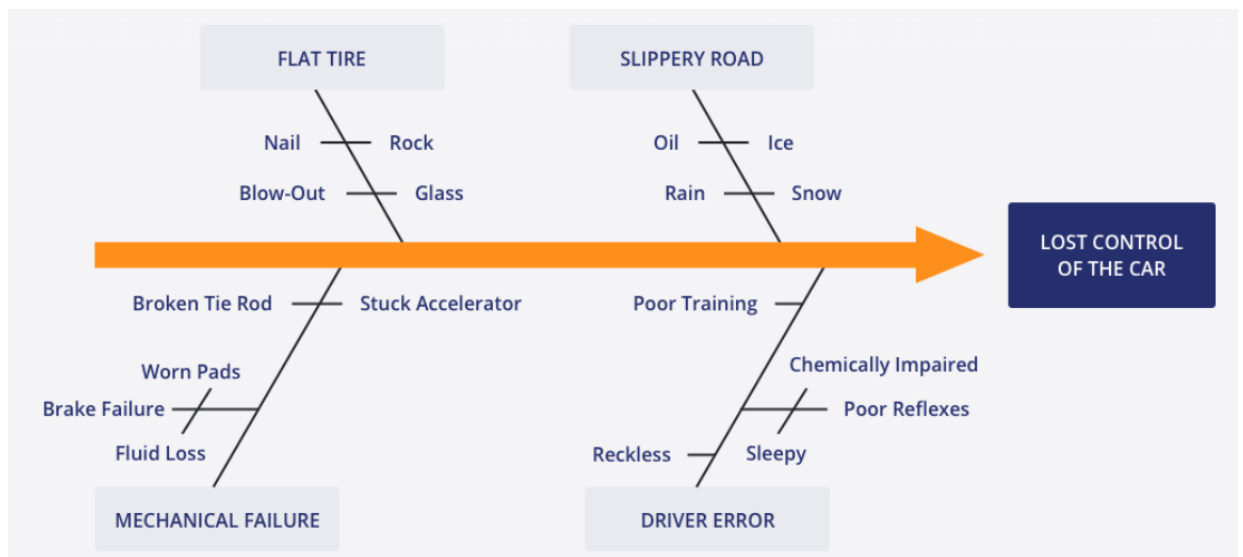 FLAT TIRE
SLIPPERY ROAD
Nail
Rock
Oil
Ice
Blow-Out
Glass
Rain
Snow
LOST CONTROL
OF THE CAR
Broken Tie Rod
Stuck Accelerator
Poor Training
Worn Pads
Chemically Impaired
Brake Failure
Poor Reflexes
Fluid Loss
Reckless
Sleepy
MECHANICAL FAILURE
DRIVER ERROR